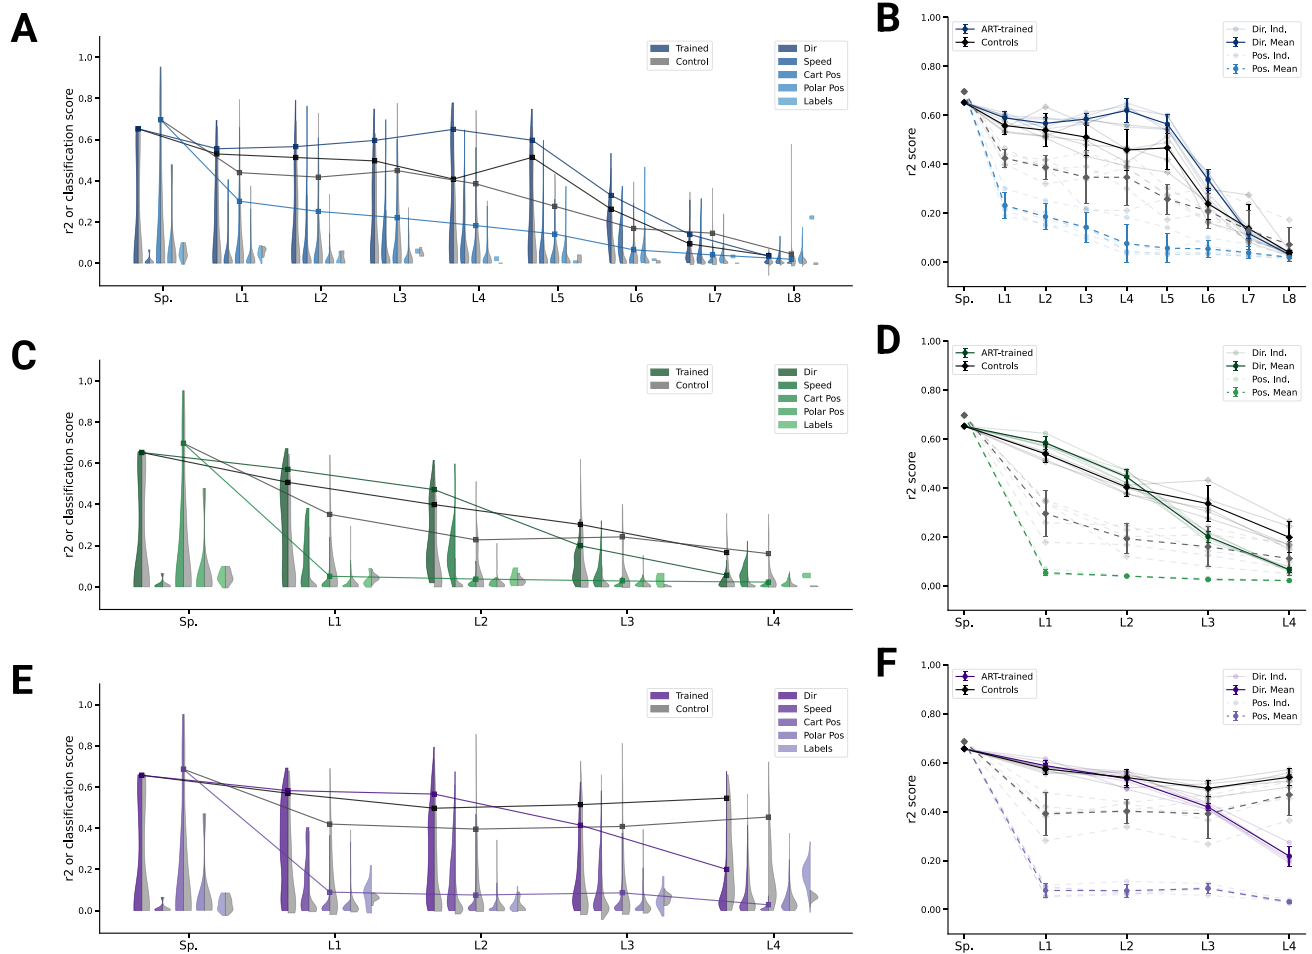 A
r2 or classification score
1.0
0.8
0.6
0.4
0.2
0.0
Trained
Control
Dir
Speed
Cart Pos
Polar Pos
Labels
Sp. L1 L2 L3 L4 L5 L6 L7 L8
B
r2 score
1.00
0.80
0.60
0.40
0.20
0.00
ART-trained
Controls
Dir. Ind.
Dir. Mean
Pos. Ind.
Pos. Mean
Sp. L1 L2 L3 L4 L5 L6 L7 L8
C
r2 or classification score
1.0
0.8
0.6
0.4
0.2
0.0
Trained
Control
Dir
Speed
Cart Pos
Polar Pos
Labels
Sp. L1 L2 L3 L4
D
r2 score
1.00
0.80
0.60
0.40
0.20
0.00
ART-trained
Controls
Dir. Ind.
Dir. Mean
Pos. Ind.
Pos. Mean
Sp. L1 L2 L3 L4
E
r2 or classification score
1.0
0.8
0.6
0.4
0.2
0.0
Trained
Control
Dir
Speed
Cart Pos
Polar Pos
Labels
Sp. L1 L2 L3 L4
F
r2 score
1.00
0.80
0.60
0.40
0.20
0.00
ART-trained
Controls
Dir. Ind.
Dir. Mean
Pos. Ind.
Pos. Mean
Sp. L1 L2 L3 L4